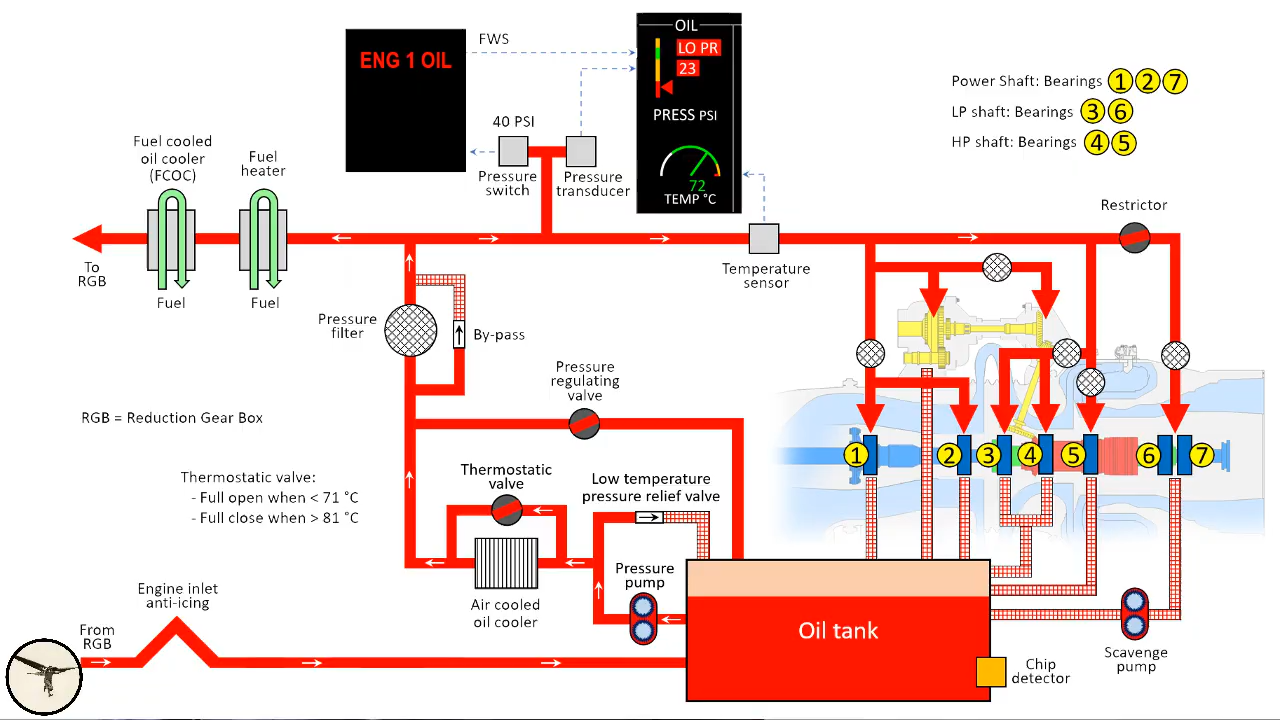 OIL
FWS
ENG 1 OIL
LO PR
23
PRESS PSI
72
TEMP °C
40 PSI
Pressure
switch
Pressure
transducer
Power Shaft: Bearings 1 2 7
LP shaft: Bearings 3 6
HP shaft: Bearings 4 5
Fuel cooled
oil cooler
(FCOC)
Fuel
heater
To
RGB
Fuel
Fuel
Temperature
sensor
Restrictor
Pressure
filter
By-pass
Pressure
regulating
valve
RGB = Reduction Gear Box
Thermostatic valve:
- Full open when < 71 °C
- Full close when > 81 °C
Thermostatic
valve
Low temperature
pressure relief valve
1 2 3 4 5 6 7
Pressure
pump
Air cooled
oil cooler
Engine inlet
anti-icing
From
RGB
Oil tank
Chip
detector
Scavenge
pump